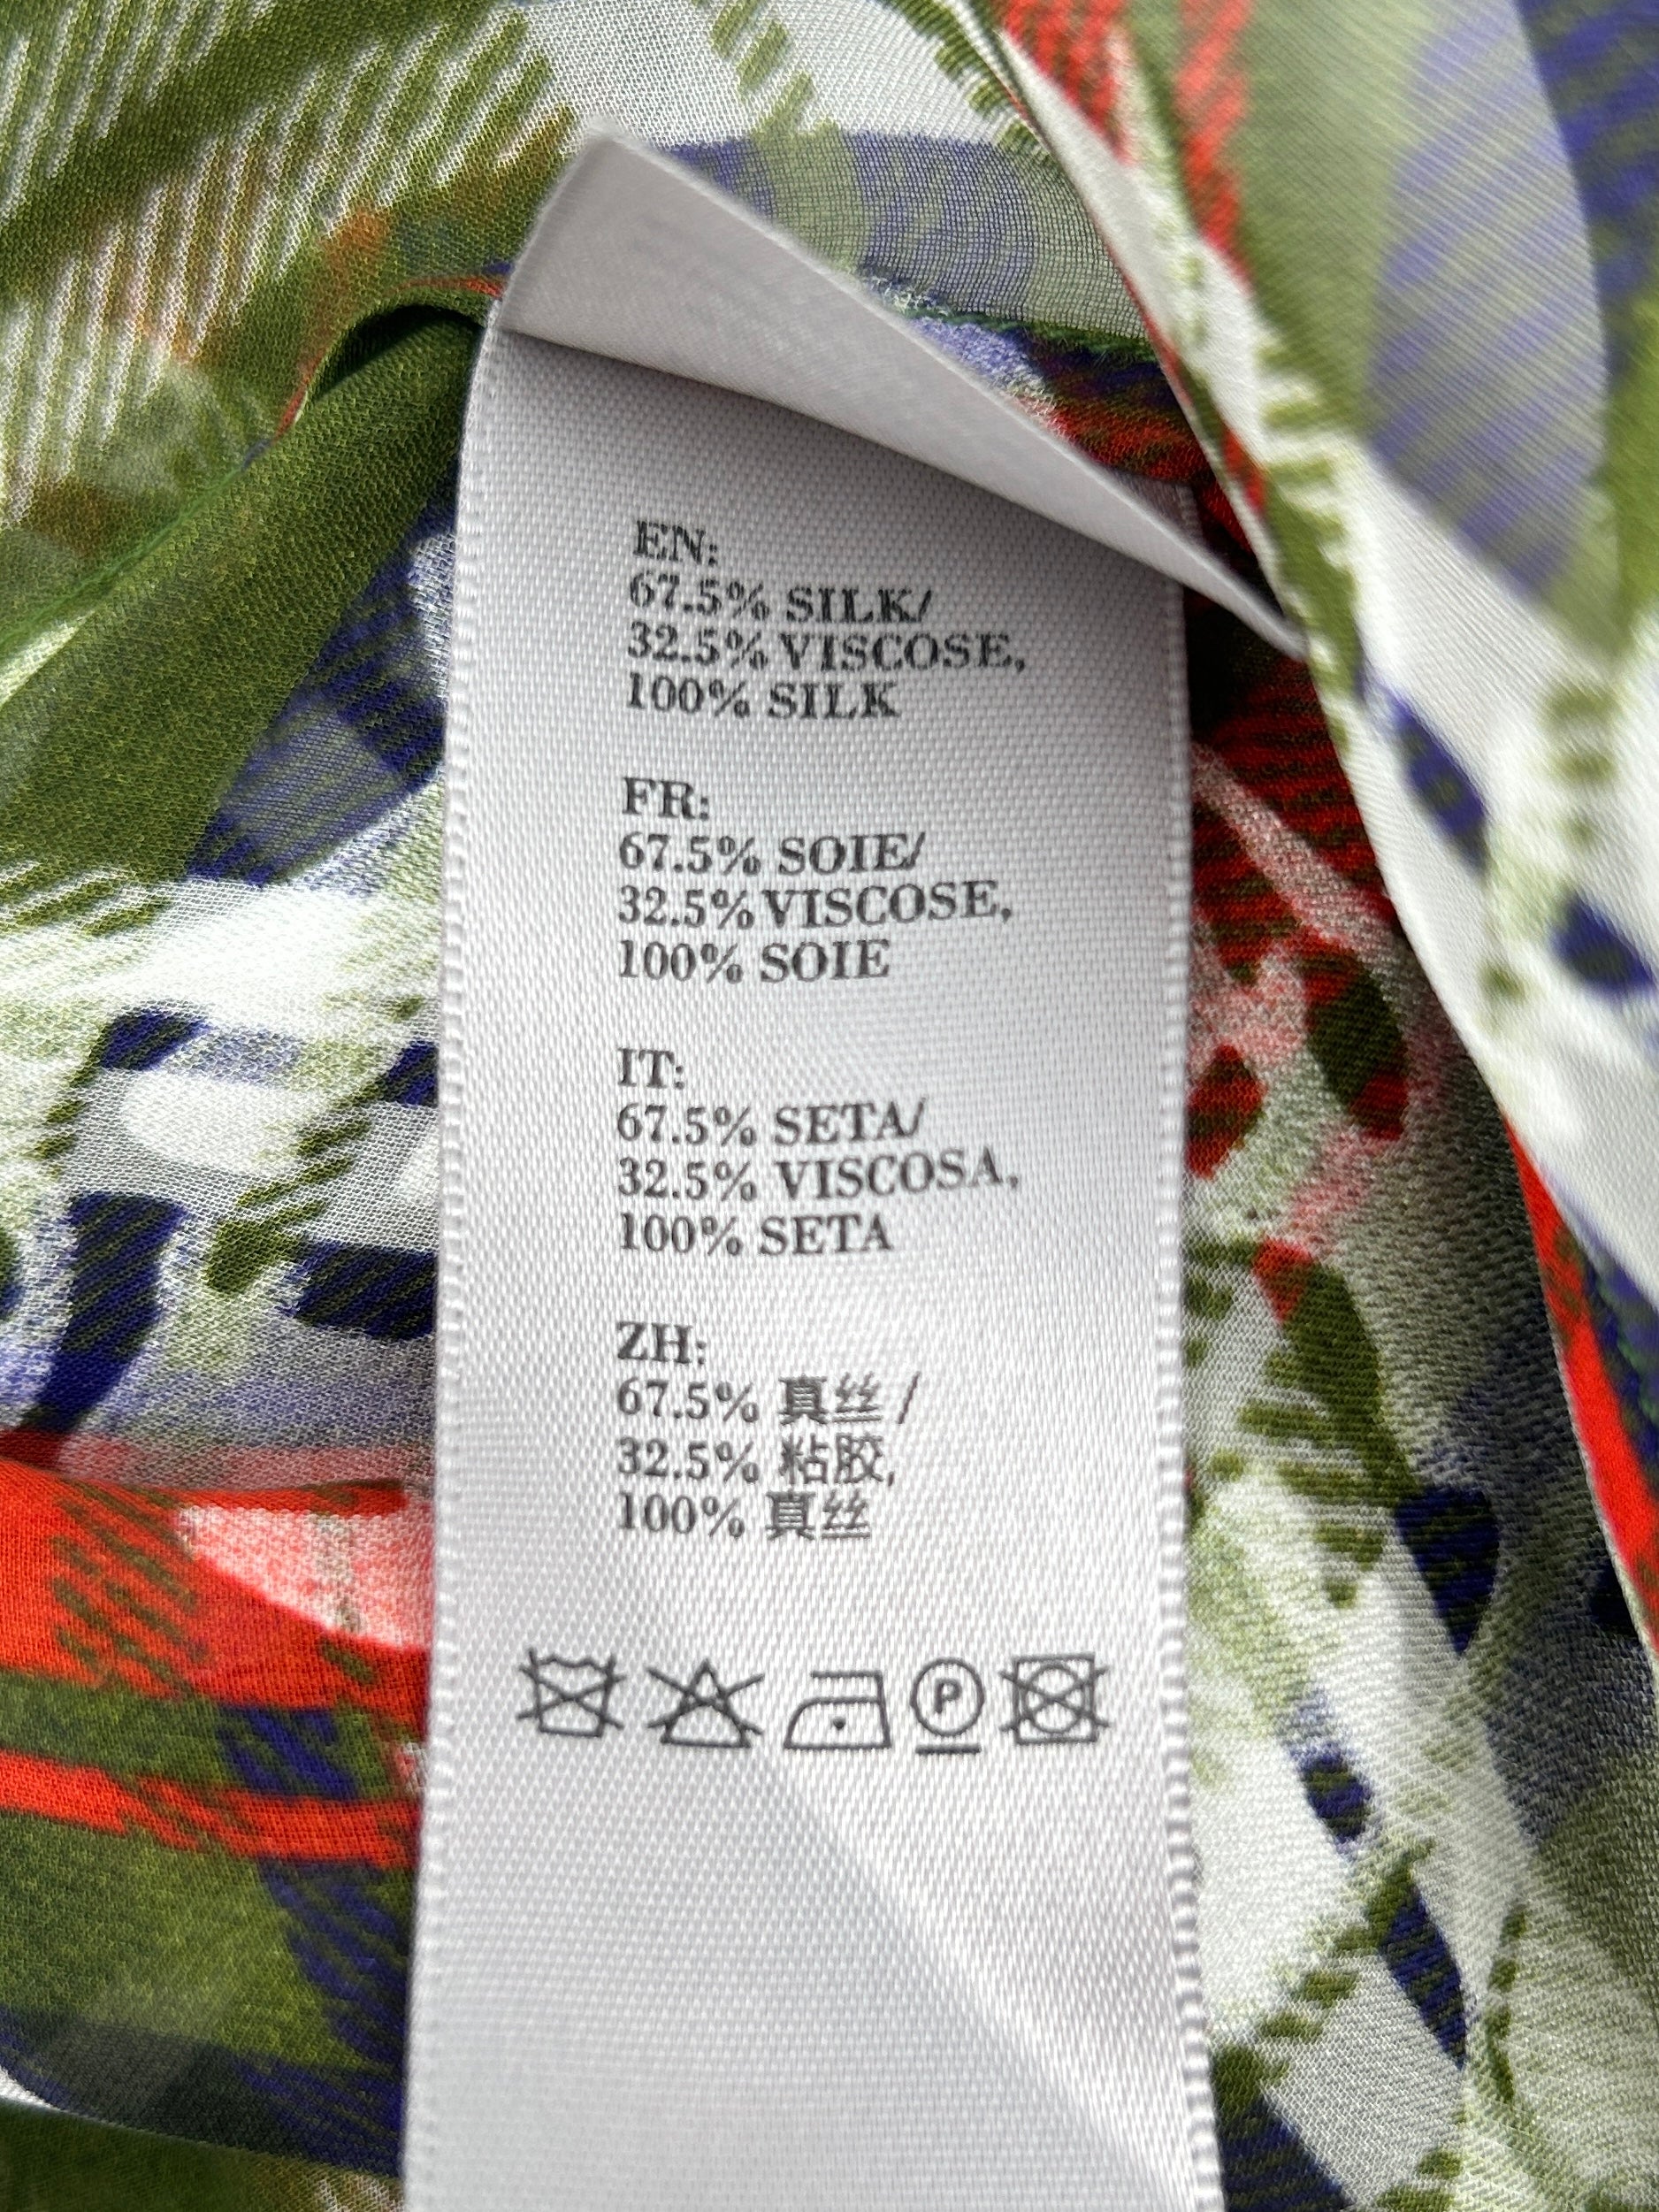 EN:
67.5% SILK/
32.5% VISCOSE,
100% SILK
FR:
67.5% SOIE/
32.5% VISCOSE,
100% SOIE
IT:
67.5% SETA/
32.5% VISCOSA,
100% SETA
ZH:
67.5% 真丝 /
32.5% 粘胶,
100% 真丝
P